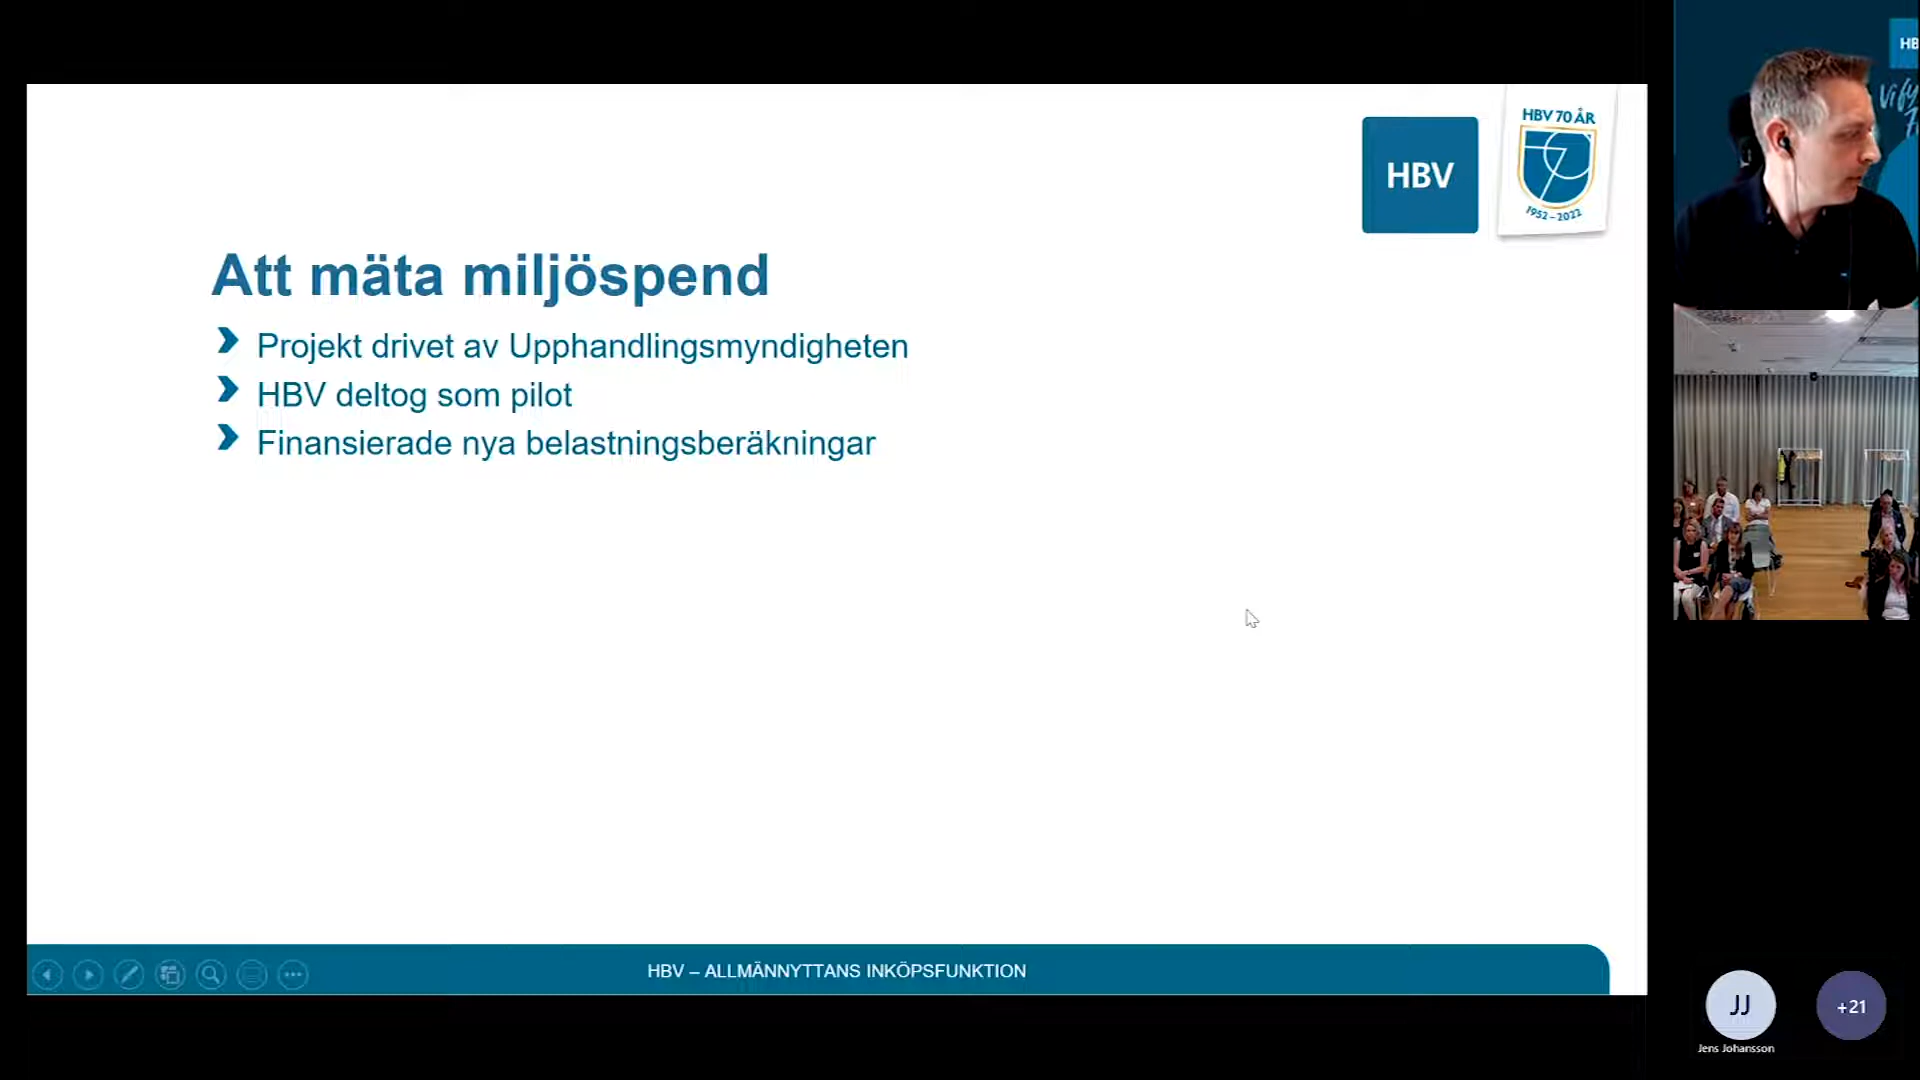 HBV
HBV 70 ÅR
1952–2022
Att mäta miljöspend
Projekt drivet av Upphandlingsmyndigheten
HBV deltog som pilot
Finansierade nya belastningsberäkningar
HBV – ALLMÄNNYTTANS INKÖPSFUNKTION
HB
JJ
+21
Jens Johansson